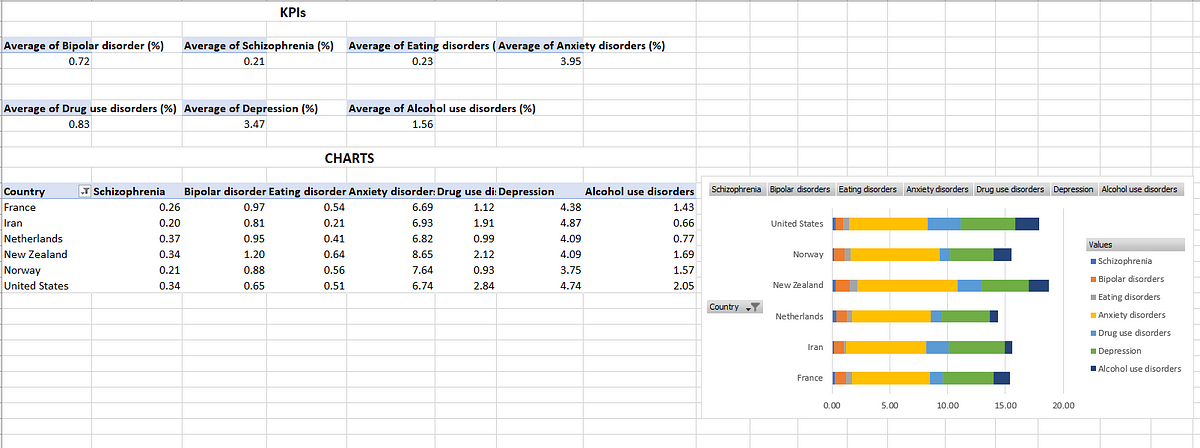 KPIs
Average of Bipolar disorder (%) Average of Schizophrenia (%) Average of Eating disorders ( Average of Anxiety disorders (%)
0.72 0.21 0.23 3.95
Average of Drug use disorders (%) Average of Depression (%) Average of Alcohol use disorders (%)
0.83 3.47 1.56
CHARTS
Country Schizophrenia Bipolar disorder Eating disorder Anxiety disorder: Drug use di: Depression Alcohol use disorders
France 0.26 0.97 0.54 6.69 1.12 4.38 1.43
Iran 0.20 0.81 0.21 6.93 1.91 4.87 0.66
Netherlands 0.37 0.95 0.41 6.82 0.99 4.09 0.77
New Zealand 0.34 1.20 0.64 8.65 2.12 4.09 1.69
Norway 0.21 0.88 0.56 7.64 0.93 3.75 1.57
United States 0.34 0.65 0.51 6.74 2.84 4.74 2.05
Schizophrenia Bipolar disorders Eating disorders Anxiety disorders Drug use disorders Depression Alcohol use disorders
United States
Norway
New Zealand
Netherlands
Iran
France
Country
0.00 5.00 10.00 15.00 20.00
Values
Schizophrenia
Bipolar disorders
Eating disorders
Anxiety disorders
Drug use disorders
Depression
Alcohol use disorders